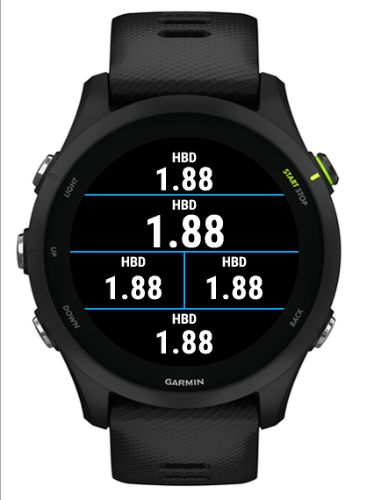 HBD
1.88
LIGHT
START STOP
HBD
1.88
UP
HBD
HBD
1.88
1.88
DOWN
BACK
HBD
1.88
GARMIN